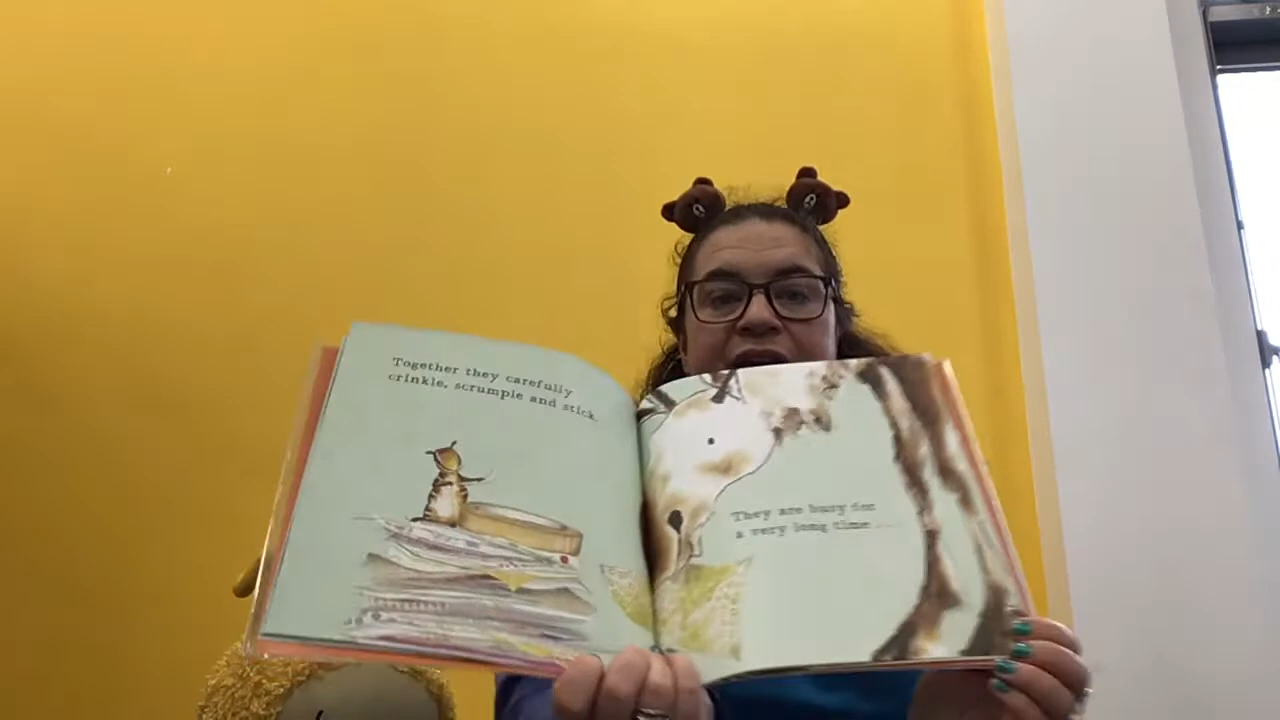 Together they carefully
crinkle, scrumple and stick.
They are busy for
a very long time ....